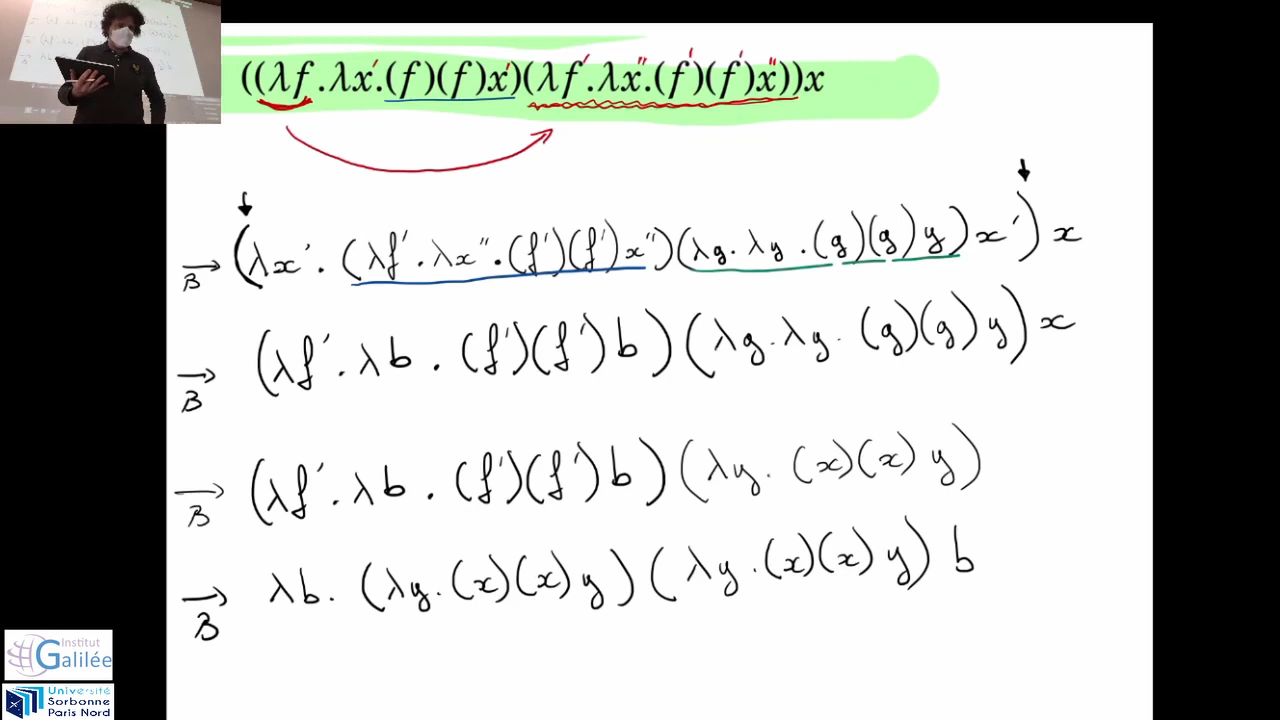 ((λf.λx′.(f)(f)x′)(λf′.λx″.(f′)(f′)x″))x
→β (λx′.(λf′.λx″.(f′)(f′)x″)(λg.λy.(g)(g)y)x′)x
→β (λf′.λb.(f′)(f′)b)(λg.λy.(g)(g)y)x
→β (λf′.λb.(f′)(f′)b)(λy.(x)(x)y)
→β λb.(λy.(x)(x)y)(λy.(x)(x)y)b
Institut
Galilée
Université
Sorbonne
Paris Nord